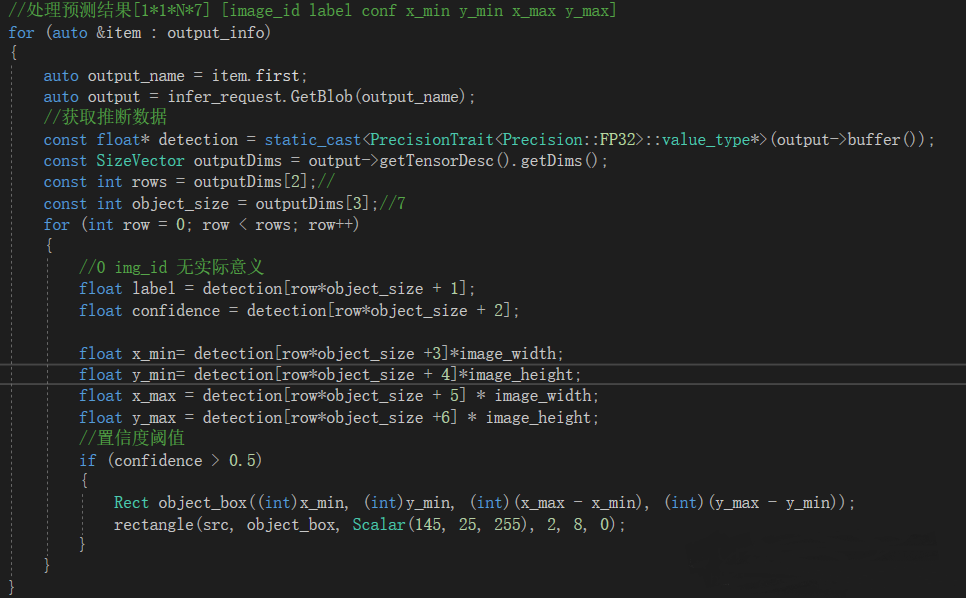 //处理预测结果[1*1*N*7] [image_id label conf x_min y_min x_max y_max]
for (auto &item : output_info)
{
    auto output_name = item.first;
    auto output = infer_request.GetBlob(output_name);
    //获取推断数据
    const float* detection = static_cast<PrecisionTrait<Precision::FP32>::value_type*>(output->buffer());
    const SizeVector outputDims = output->getTensorDesc().getDims();
    const int rows = outputDims[2];//
    const int object_size = outputDims[3];//7
    for (int row = 0; row < rows; row++)
    {
        //0 img_id 无实际意义
        float label = detection[row*object_size + 1];
        float confidence = detection[row*object_size + 2];
        float x_min= detection[row*object_size +3]*image_width;
        float y_min= detection[row*object_size + 4]*image_height;
        float x_max = detection[row*object_size + 5] * image_width;
        float y_max = detection[row*object_size +6] * image_height;
        //置信度阈值
        if (confidence > 0.5)
        {
            Rect object_box((int)x_min, (int)y_min, (int)(x_max - x_min), (int)(y_max - y_min));
            rectangle(src, object_box, Scalar(145, 25, 255), 2, 8, 0);
        }
    }
}